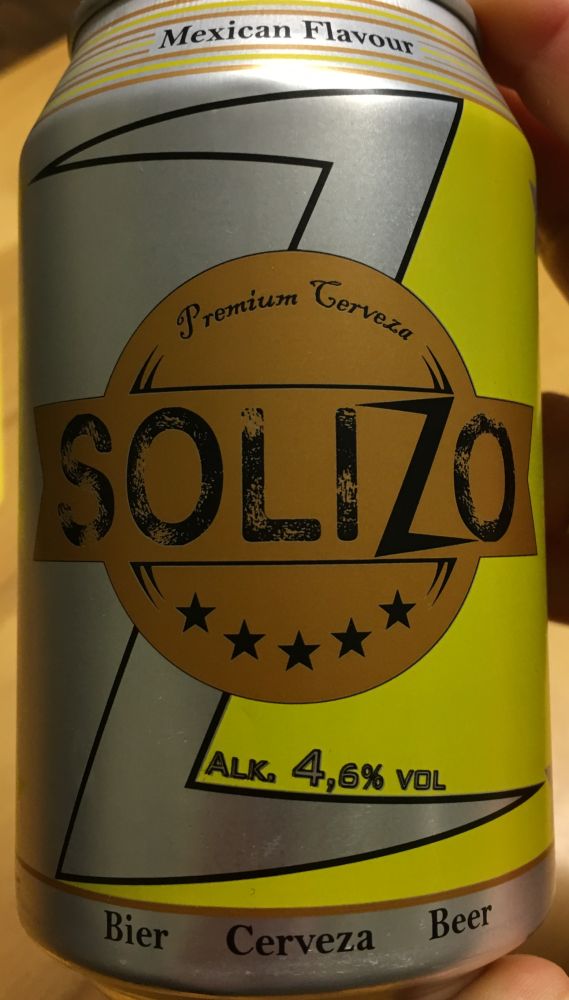 Mexican Flavour
Premium Cerveza
SOLIZO
ALK. 4,6% VOL
Bier Cerveza Beer